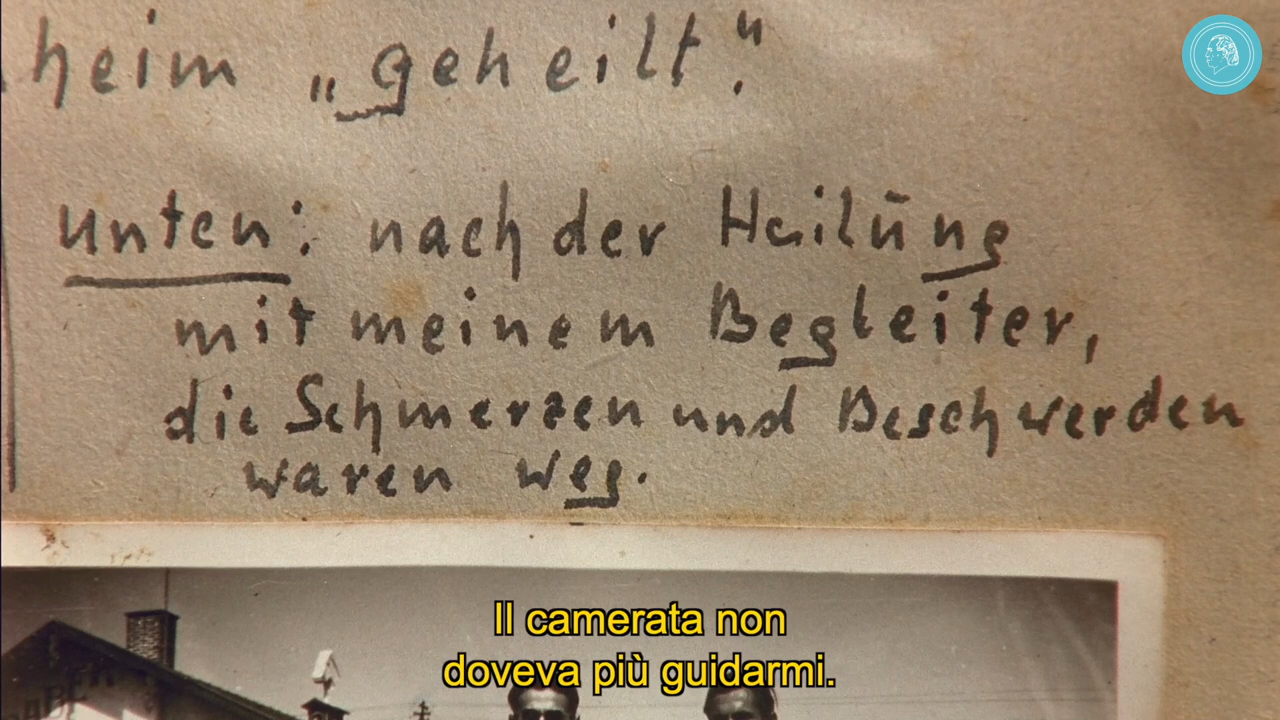 heim „geheilt."
unten: nach der Heilung
mit meinem Begleiter,
die Schmerzen und Beschwerden
waren weg.
Il camerata non
doveva più guidarmi.